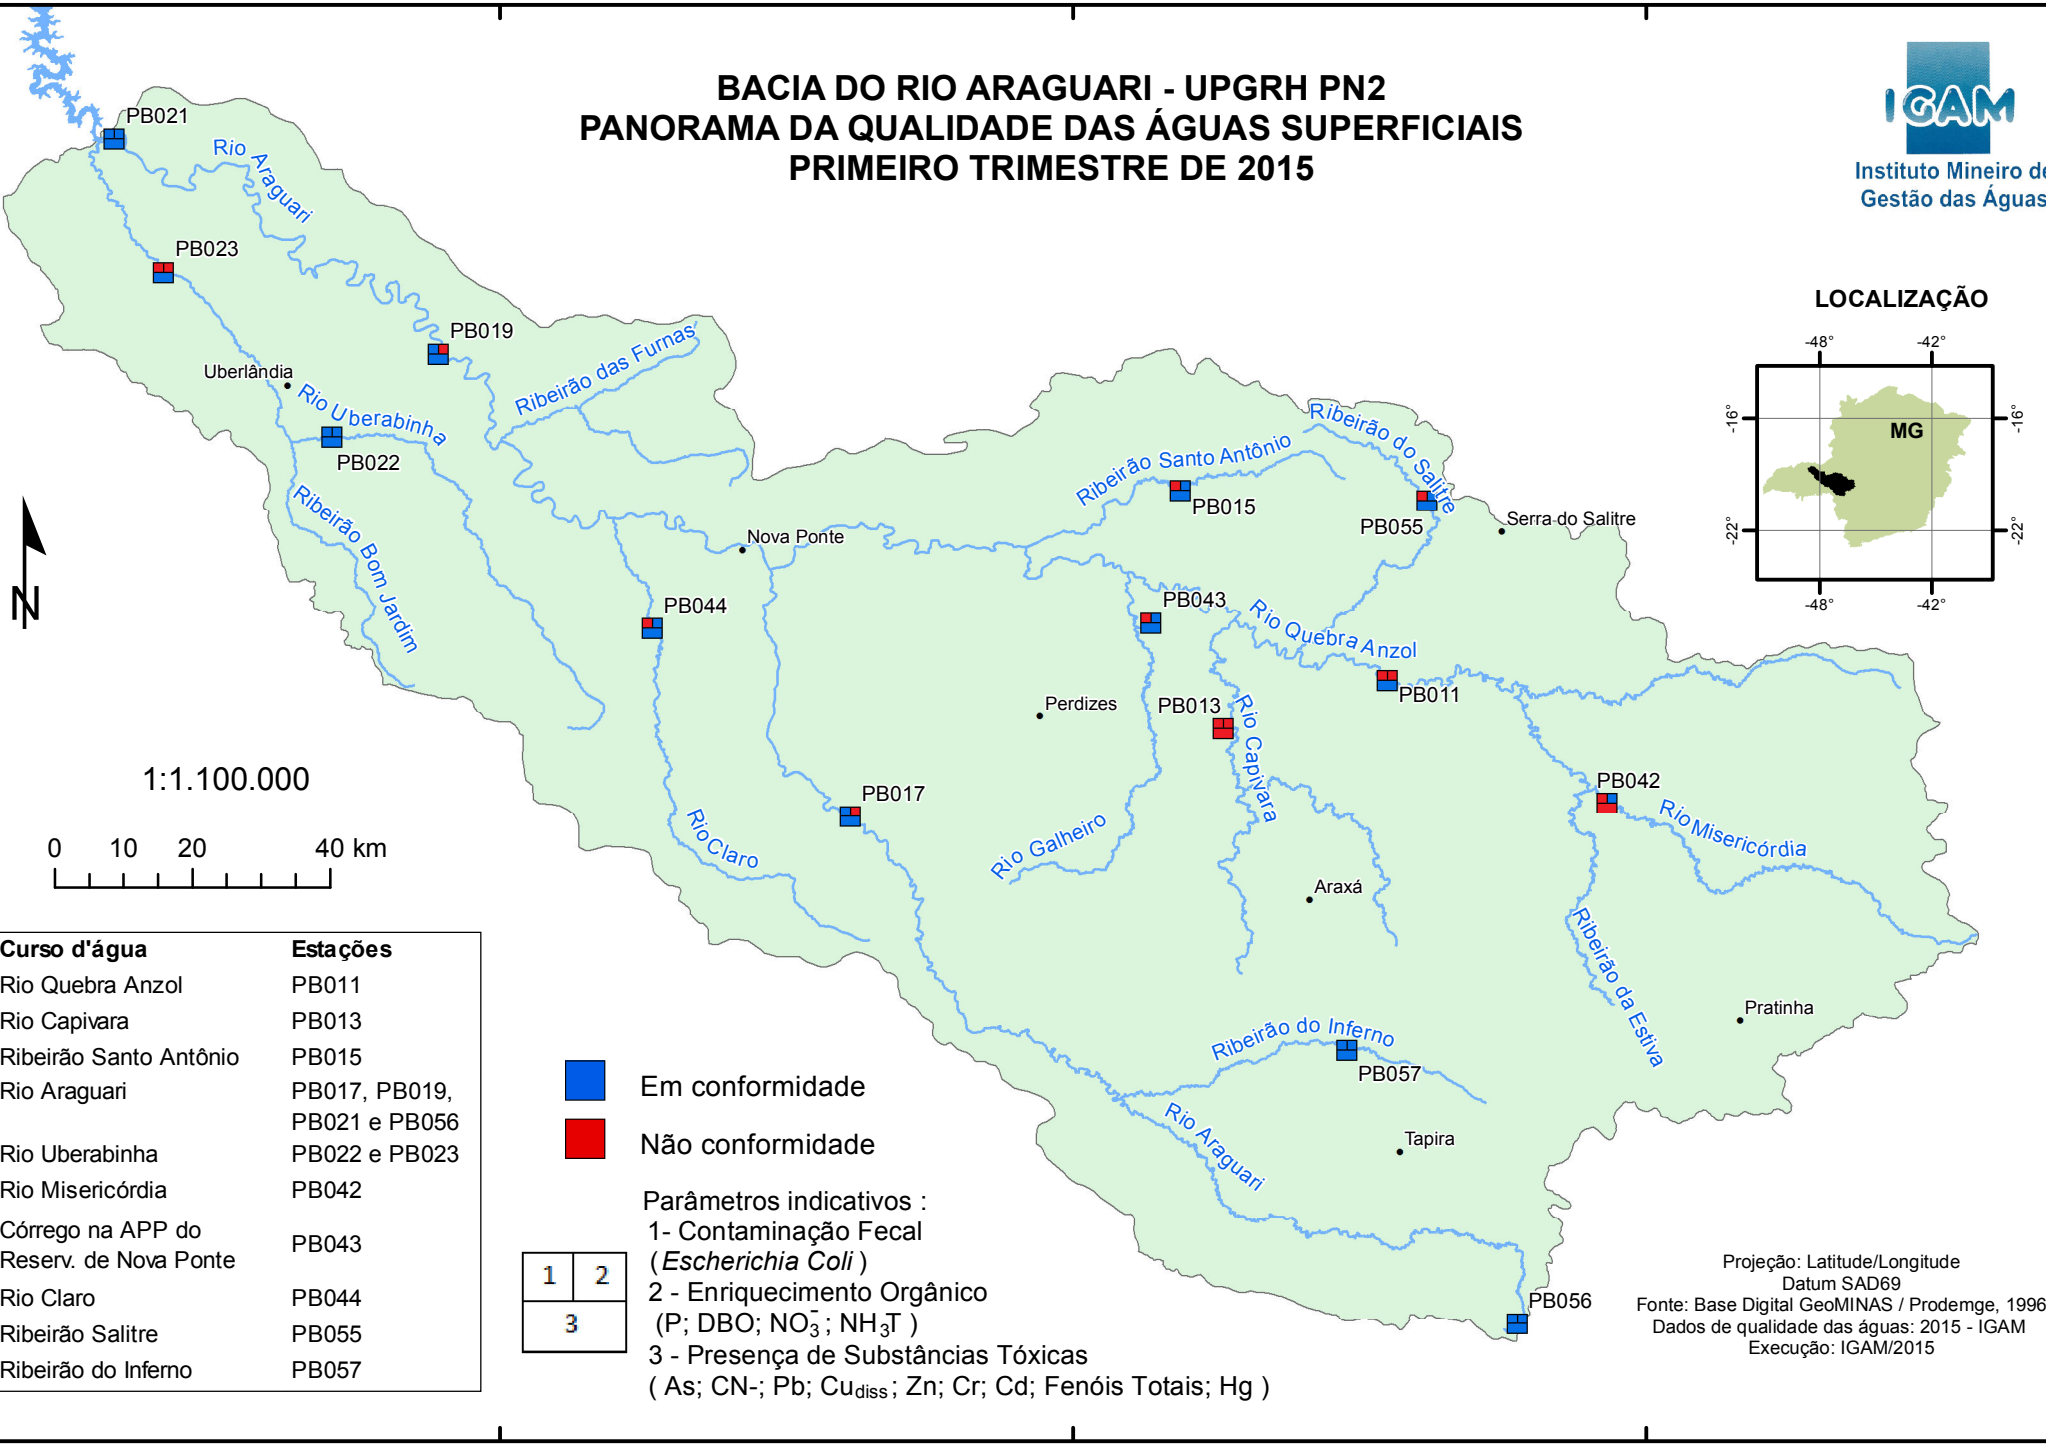 BACIA DO RIO ARAGUARI - UPGRH PN2
PANORAMA DA QUALIDADE DAS ÁGUAS SUPERFICIAIS
PRIMEIRO TRIMESTRE DE 2015
IGAM
Instituto Mineiro de
Gestão das Águas
LOCALIZAÇÃO
-48°
-42°
-16°
-16°
MG
-22°
-22°
-48°
-42°
PB021
Rio Araguari
PB023
PB019
Uberlândia
Rio Uberabinha
PB022
Ribeirão das Furnas
Ribeirão Bom Jardim
Ribeirão do Salitre
Ribeirão Santo Antônio
PB015
PB055
Serra do Salitre
Nova Ponte
N
PB044
PB043
Rio Quebra Anzol
PB011
Perdizes
PB013
Rio Capivara
PB042
Rio Misericórdia
PB017
Rio Claro
Rio Galheiro
Araxá
Ribeirão da Estiva
Pratinha
Ribeirão do Inferno
PB057
Rio Araguari
Tapira
PB056
1:1.100.000
0 10 20 40 km
Curso d'água Estações
Rio Quebra Anzol PB011
Rio Capivara PB013
Ribeirão Santo Antônio PB015
Rio Araguari PB017, PB019,
PB021 e PB056
Rio Uberabinha PB022 e PB023
Rio Misericórdia PB042
Córrego na APP do
Reserv. de Nova Ponte PB043
Rio Claro PB044
Ribeirão Salitre PB055
Ribeirão do Inferno PB057
Em conformidade
Não conformidade
Parâmetros indicativos :
1- Contaminação Fecal
(Escherichia Coli )
2 - Enriquecimento Orgânico
(P; DBO; NO₃⁻; NH₃T )
3 - Presença de Substâncias Tóxicas
( As; CN-; Pb; Cu diss ; Zn; Cr; Cd; Fenóis Totais; Hg )
1 2
3
Projeção: Latitude/Longitude
Datum SAD69
Fonte: Base Digital GeoMINAS / Prodemge, 1996
Dados de qualidade das águas: 2015 - IGAM
Execução: IGAM/2015